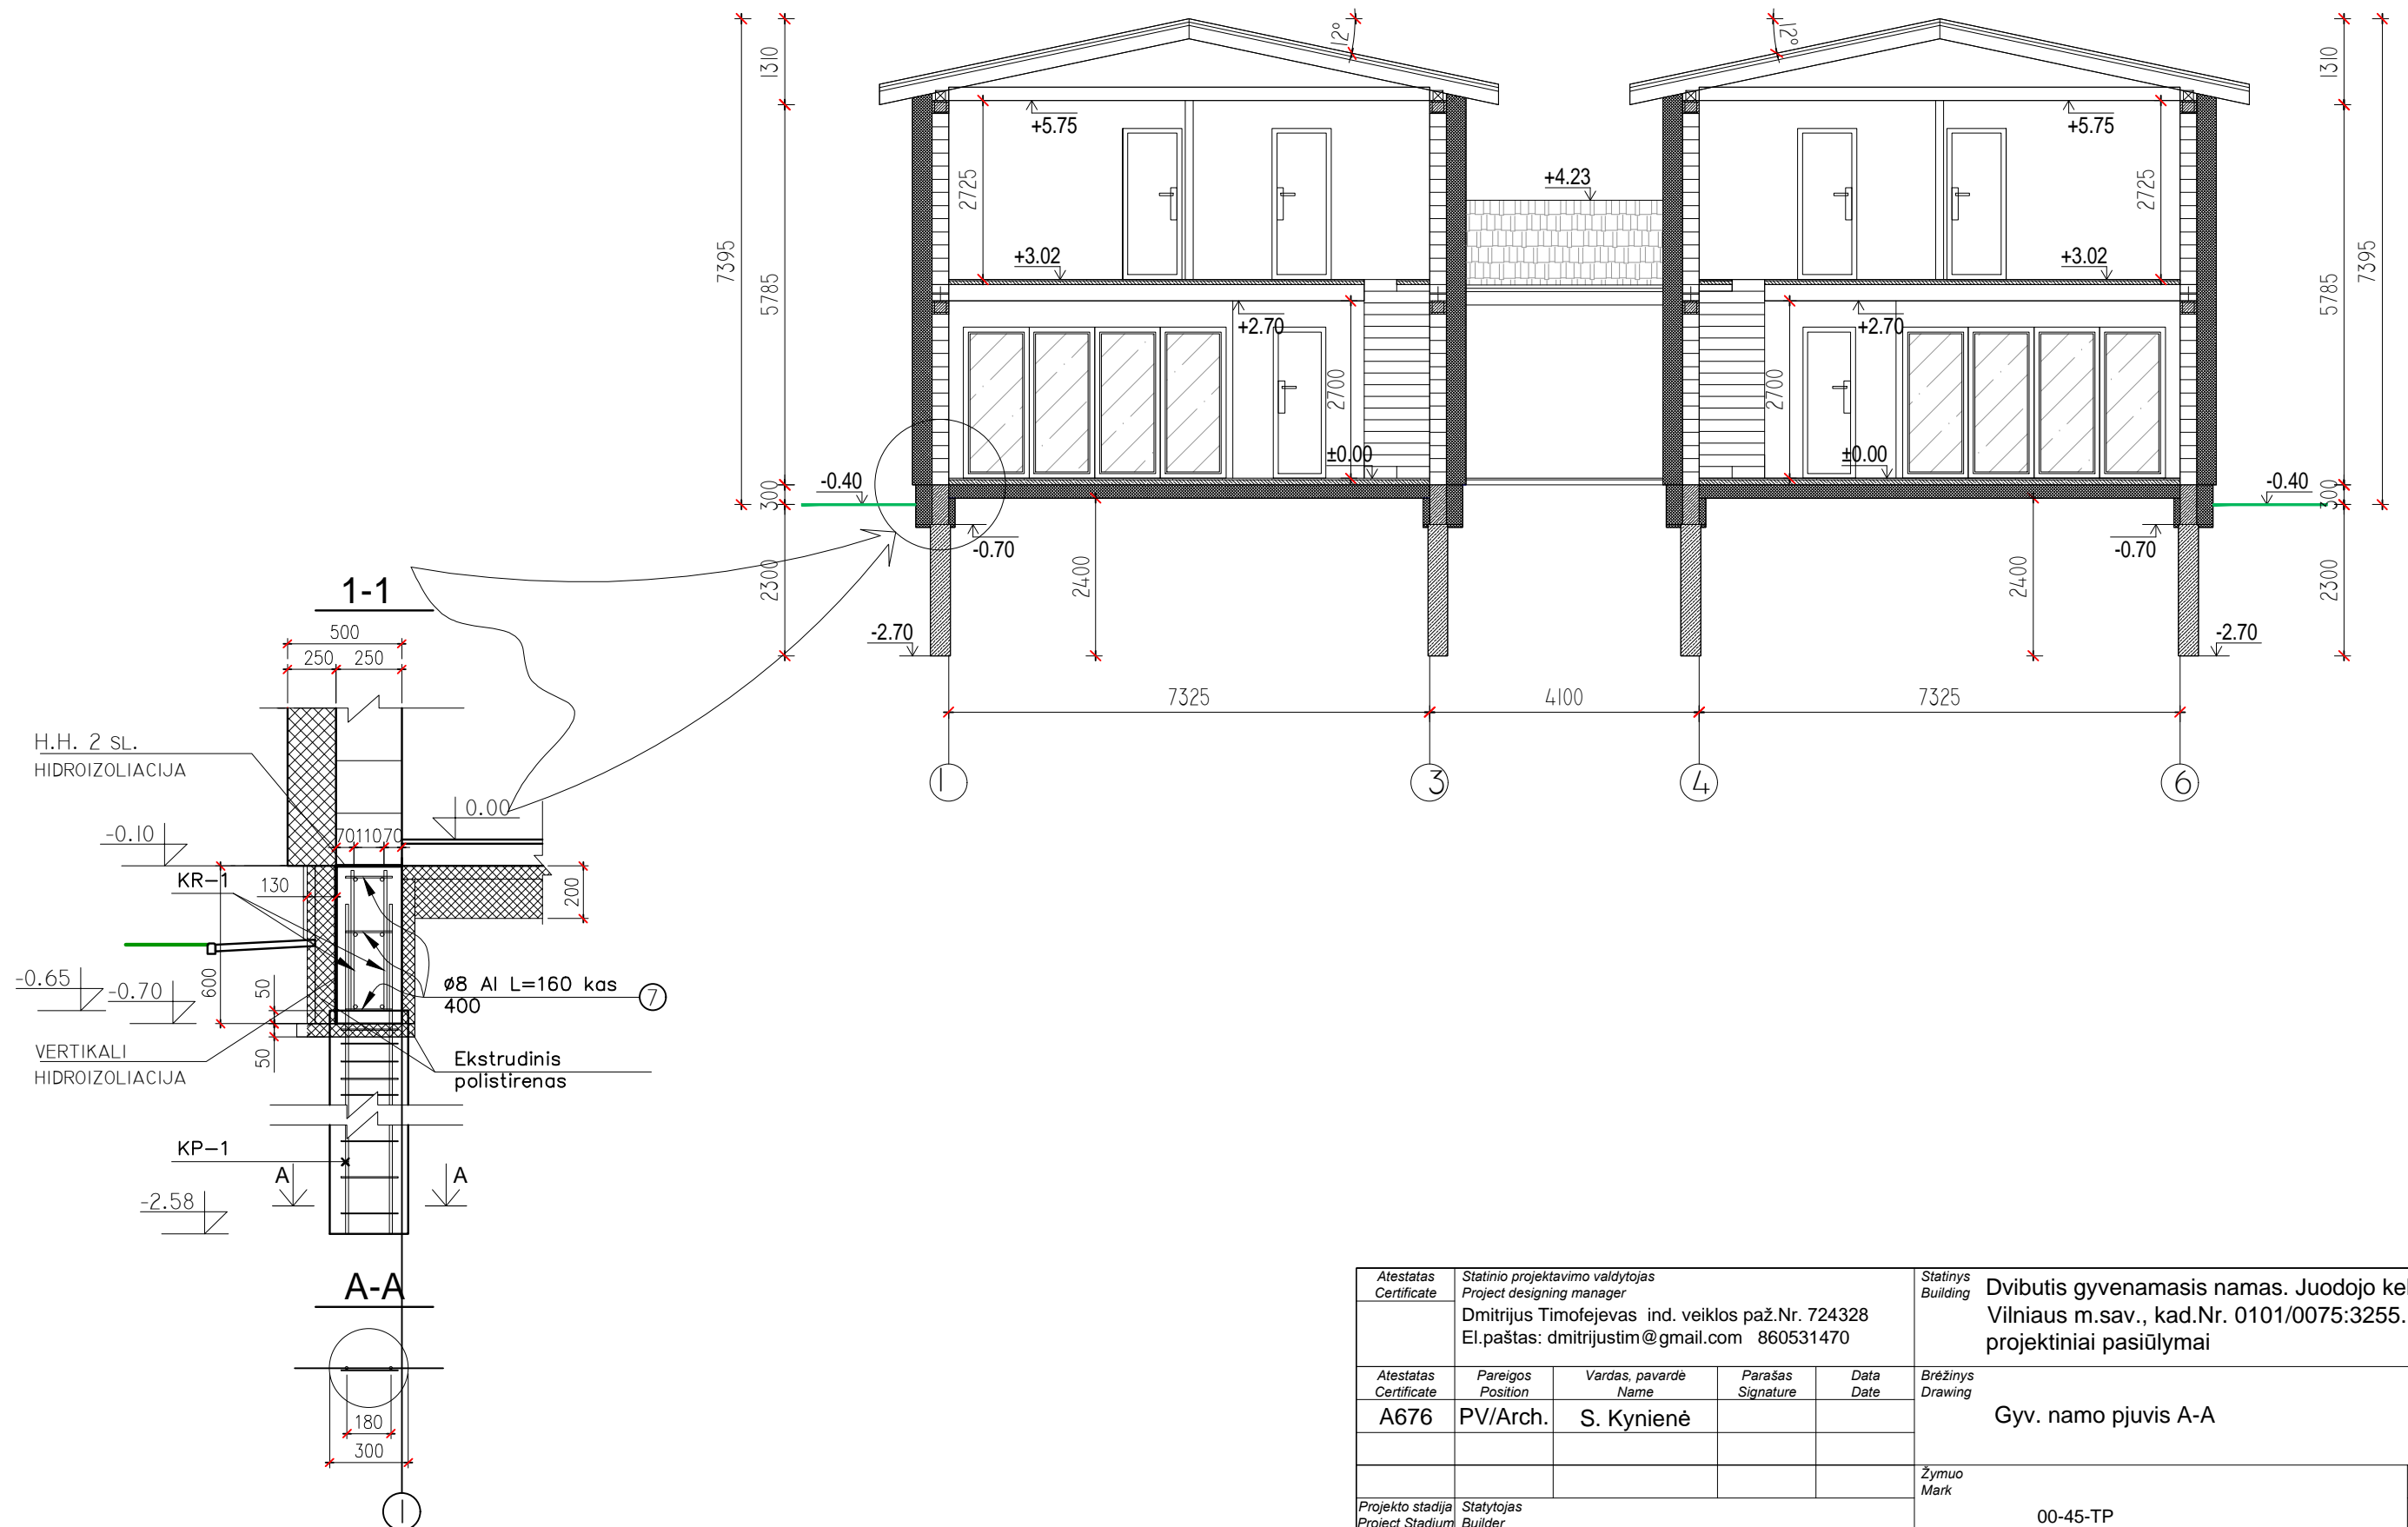 12°
12°
1310
1310
+5.75
+5.75
2725
2725
+4.23
7395
5785
+3.02
+3.02
5785
7395
+2.70
+2.70
2700
2700
±0.00
±0.00
-0.40
-0.40
300
300
-0.70
-0.70
2300
2400
2400
2300
-2.70
-2.70
7325
4100
7325
1
3
4
6
1-1
500
250
250
H.H. 2 SL.
HIDROIZOLIACIJA
0.00
-0.10
70
110
70
KR-1
130
200
-0.65
-0.70
600
50
ø8 AI L=160 kas
400
7
VERTIKALI
HIDROIZOLIACIJA
50
Ekstrudinis
polistirenas
KP-1
A
A
-2.58
A-A
180
300
1
Atestatas
Certificate
Statinio projektavimo valdytojas
Project designing manager
Dmitrijus Timofejevas ind. veiklos paž.Nr. 724328
El.paštas: dmitrijustim@gmail.com 860531470
Statinys
Building
Dvibutis gyvenamasis namas. Juodojo
Vilniaus m.sav., kad.Nr. 0101/0075:3255.
projektiniai pasiūlymai
Atestatas
Certificate
Pareigos
Position
Vardas, pavardė
Name
Parašas
Signature
Data
Date
Brėžinys
Drawing
A676
PV/Arch.
S. Kynienė
Gyv. namo pjuvis A-A
Žymuo
Mark
00-45-TP
Projekto stadija
Project Stadium
Statytojas
Builder